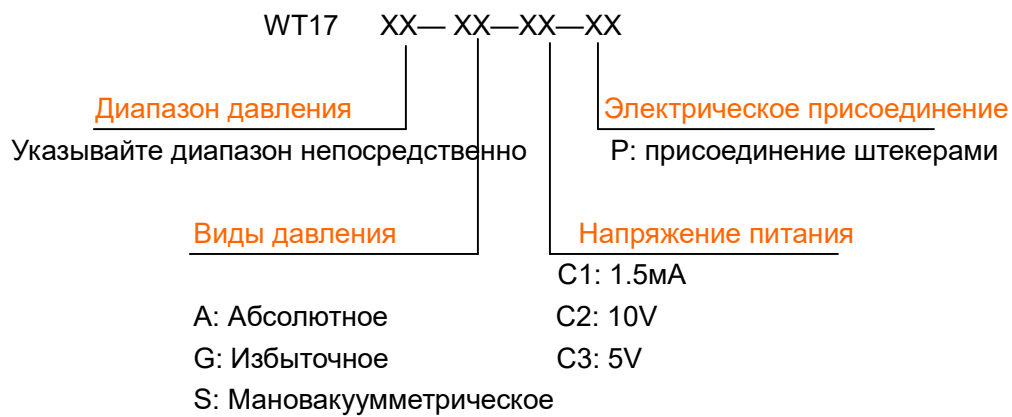 WT17 XX— XX—XX—XX
Диапазон давления Электрическое присоединение
Указывайте диапазон непосредственно P: присоединение штекерами
Виды давления Напряжение питания
C1: 1.5мА
A: Абсолютное C2: 10V
G: Избыточное C3: 5V
S: Мановакуумметрическое